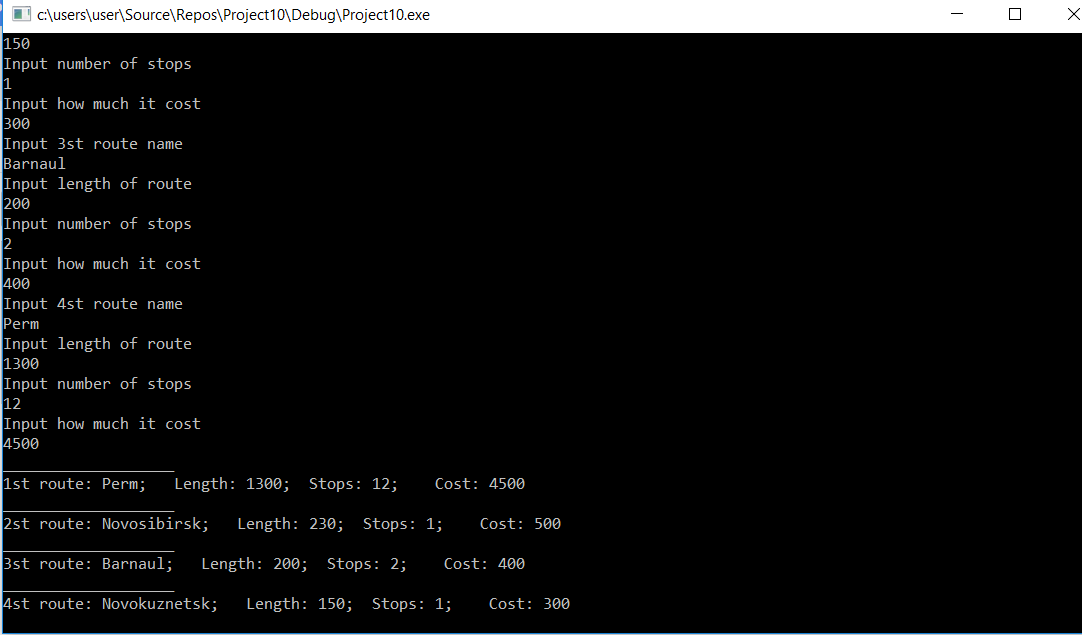 c:\users\user\Source\Repos\Project10\Debug\Project10.exe
150
Input number of stops
1
Input how much it cost
300
Input 3st route name
Barnaul
Input length of route
200
Input number of stops
2
Input how much it cost
400
Input 4st route name
Perm
Input length of route
1300
Input number of stops
12
Input how much it cost
4500
___________________
1st route: Perm;   Length: 1300;  Stops: 12;    Cost: 4500
___________________
2st route: Novosibirsk;   Length: 230;  Stops: 1;    Cost: 500
___________________
3st route: Barnaul;   Length: 200;  Stops: 2;    Cost: 400
___________________
4st route: Novokuznetsk;   Length: 150;  Stops: 1;    Cost: 300